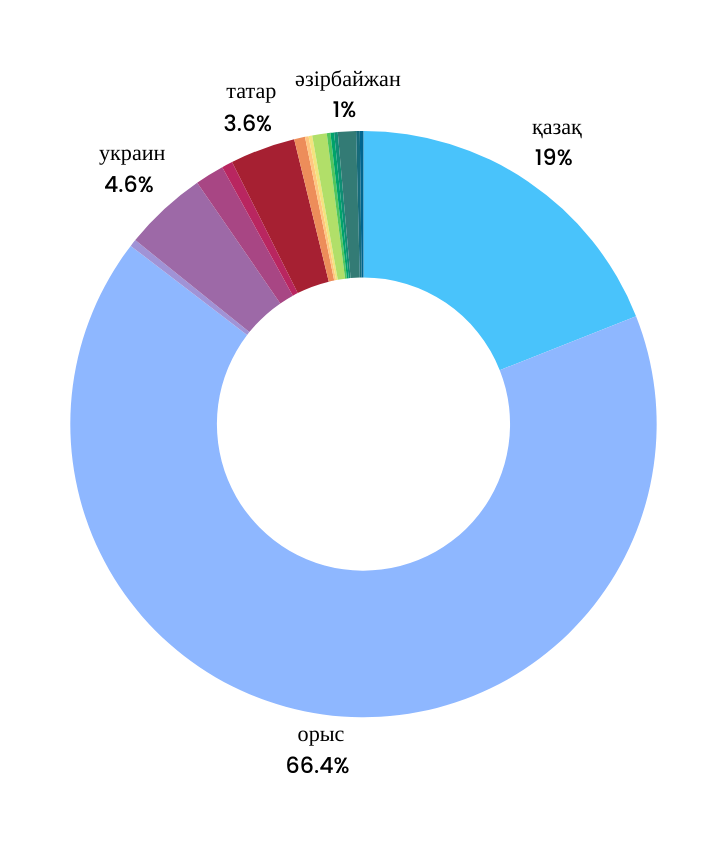 әзірбайжан
1%
татар
3.6%
украин
4.6%
қазақ
19%
орыс
66.4%